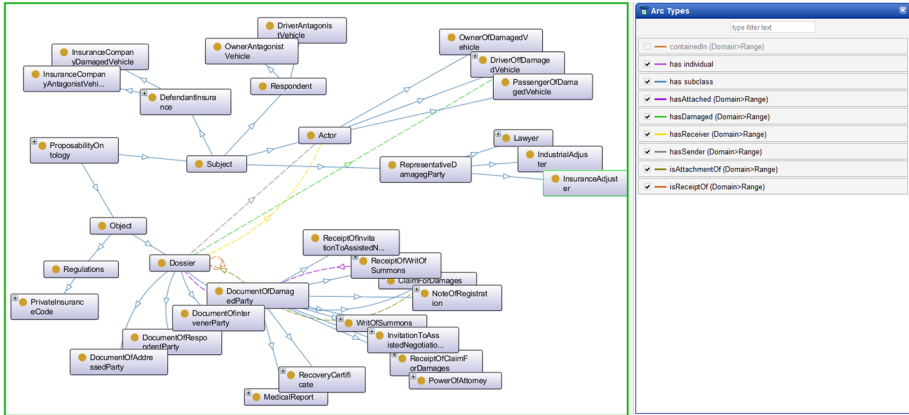 DriverAntagonis
tVehicle
OwnerAntagonist
Vehicle
InsuranceCompan
yDamagedVehicle
InsuranceCompan
yAntagonistVehi...
DefendantInsura
nce
Respondent
OwnerOfDamagedV
ehicle
DriverOffDamage
dVehicle
PassengerOfDama
gedVehicle
Actor
ProposabilityOn
tology
Subject
RepresentativeD
amagegParty
Lawyer
IndustrialAdjus
ter
InsuranceAdjust
er
Object
Regulations
PrivateInsuranc
eCode
Dossier
ReceiptOfInvita
tionToAssistedN...
ReceiptOfWritOf
Summons
ClaimForDamages
NoteOfRegistrat
ion
DocumentOfDamag
edParty
DocumentOfInter
venerParty
DocumentOfRespo
ndentParty
DocumentOfAddre
ssedParty
WritOfSummons
InvitationToAss
istedNegotiatio...
ReceiptOfClaimF
orDamages
PowerOfAttorney
RecoveryCertifi
cate
MedicalReport
Arc Types
type filter text
containedIn (Domain>Range)
has individual
has subclass
hasAttached (Domain>Range)
hasDamaged (Domain>Range)
hasReceiver (Domain>Range)
hasSender (Domain>Range)
isAttachmentOf (Domain>Range)
isReceiptOf (Domain>Range)